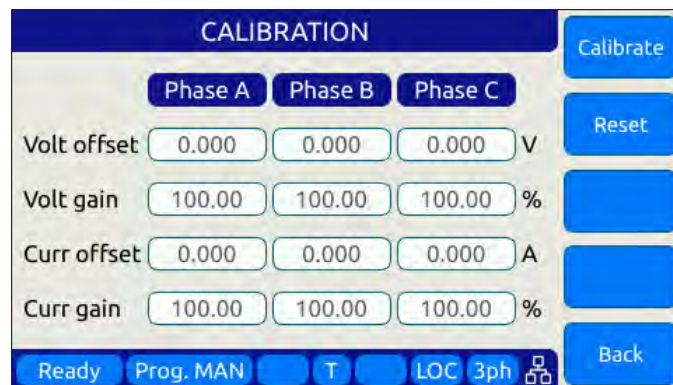 CALIBRATION
Calibrate
Phase A Phase B Phase C
Reset
Volt offset 0.000 0.000 0.000 V
Volt gain 100.00 100.00 100.00 %
Curr offset 0.000 0.000 0.000 A
Curr gain 100.00 100.00 100.00 %
Back
Ready Prog. MAN T LOC 3ph